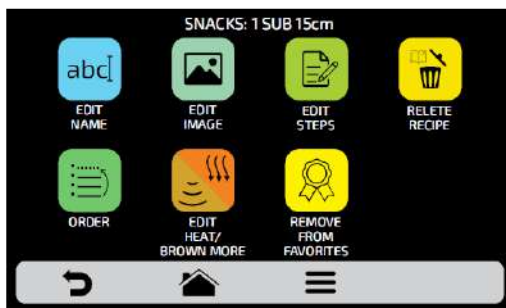 SNACKS: 1 SUB 15cm
abc
EDIT
NAME
EDIT
IMAGE
EDIT
STEPS
RELETE
RECIPE
ORDER
EDIT
HEAT/
BROWN MORE
REMOVE
FROM
FAVORITES